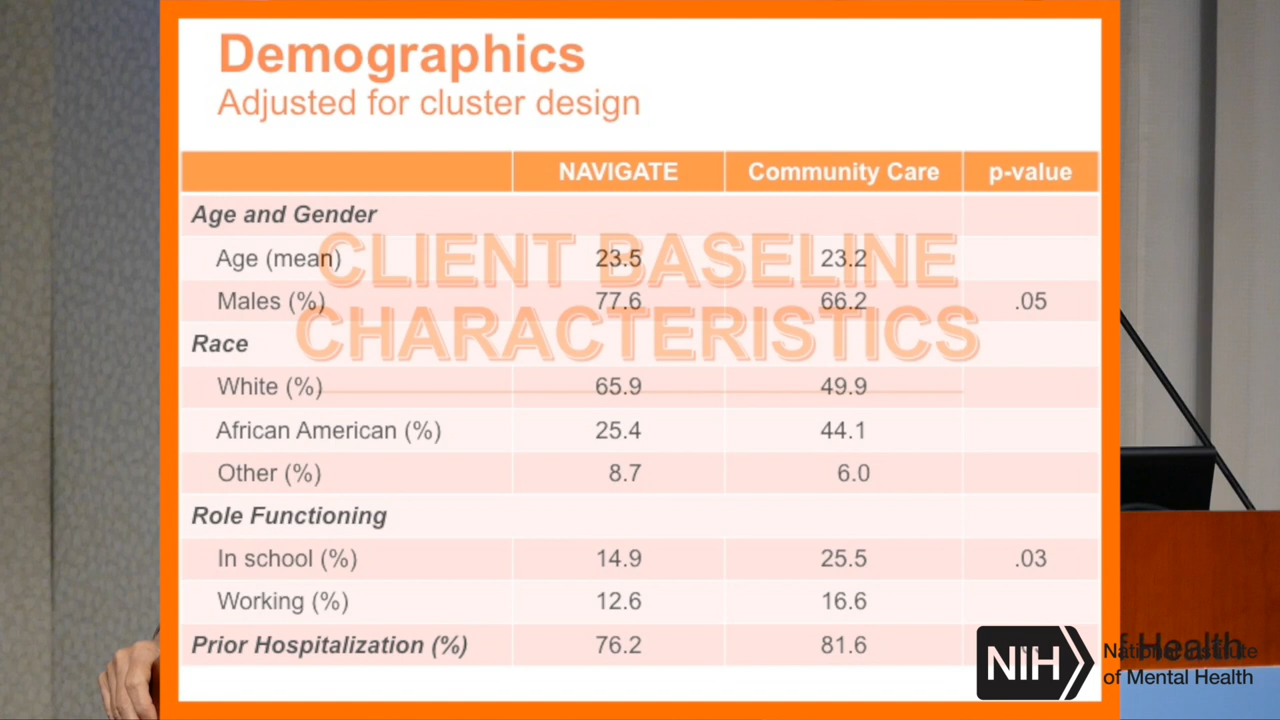 Demographics
Adjusted for cluster design
NAVIGATE Community Care p-value
Age and Gender
Age (mean) 23.5 23.2
CLIENT BASELINE
Males (%) 77.6 66.2 .05
CHARACTERISTICS
Race
White (%) 65.9 49.9
African American (%) 25.4 44.1
Other (%) 8.7 6.0
Role Functioning
In school (%) 14.9 25.5 .03
Working (%) 12.6 16.6
Prior Hospitalization (%) 76.2 81.6
NIH National Institute
of Mental Health
of Health